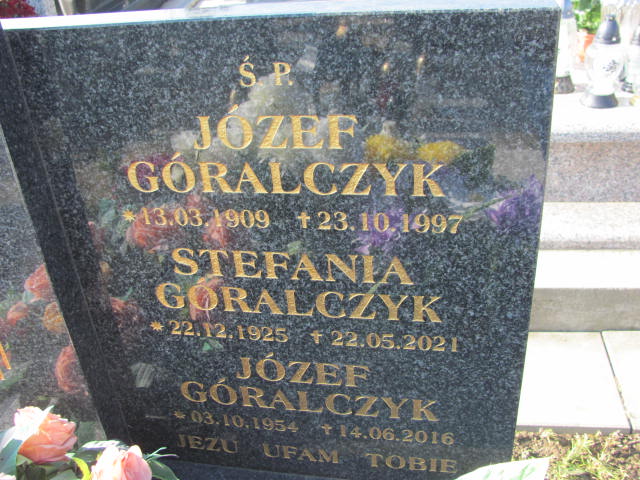 Ś. P.
JÓZEF
GÓRALCZYK
*13.03.1909 †23.10.1997
STEFANIA
GÓRALCZYK
*22.12.1925 †22.05.2021
JÓZEF
GÓRALCZYK
*03.10.1954 †14.06.2016
JEZU UFAM TOBIE